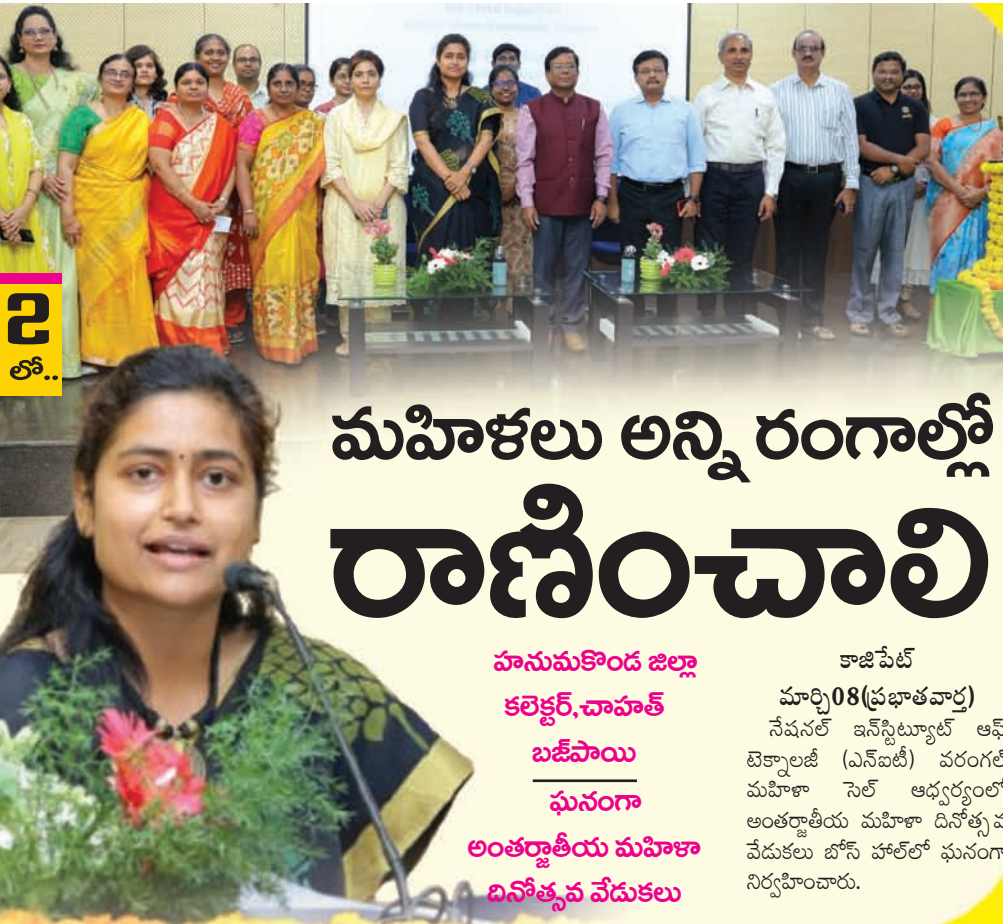 2
లో..
మహిళలు అన్ని రంగాల్లో
రాణించాలి
హనుమకొండ జిల్లా
కలెక్టర్,చాహత్
బజ్‌పాయి
ఘనంగా
అంతర్జాతీయ మహిళా
దినోత్సవ వేడుకలు
కాజిపేట్
మార్చి08(ప్రభాతవార్త)
నేషనల్ ఇన్‌స్టిట్యూట్ ఆఫ్
టెక్నాలజీ (ఎన్ఐటీ) వరంగల్
మహిళా సెల్ ఆధ్వర్యంలో
అంతర్జాతీయ మహిళా దినోత్సవ
వేడుకలు బోస్ హాల్‌లో ఘనంగా
నిర్వహించారు.